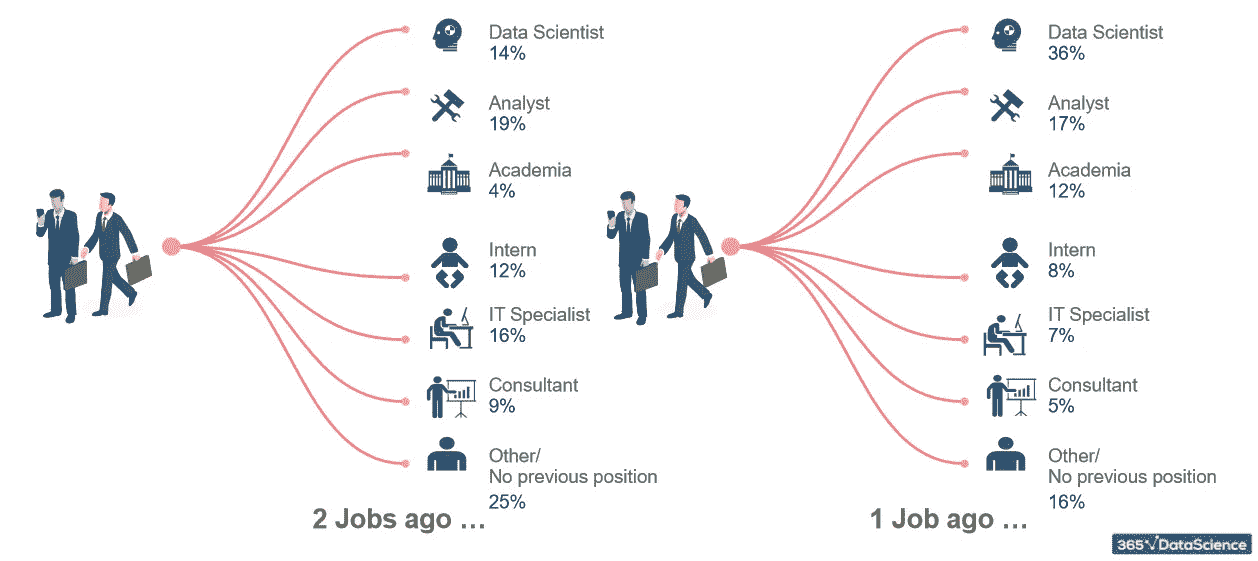 Data Scientist
14%
Analyst
19%
Academia
4%
Intern
12%
IT Specialist
16%
Consultant
9%
Other/
No previous position
25%
2 Jobs ago ...
Data Scientist
36%
Analyst
17%
Academia
12%
Intern
8%
IT Specialist
7%
Consultant
5%
Other/
No previous position
16%
1 Job ago ...
365 DataScience